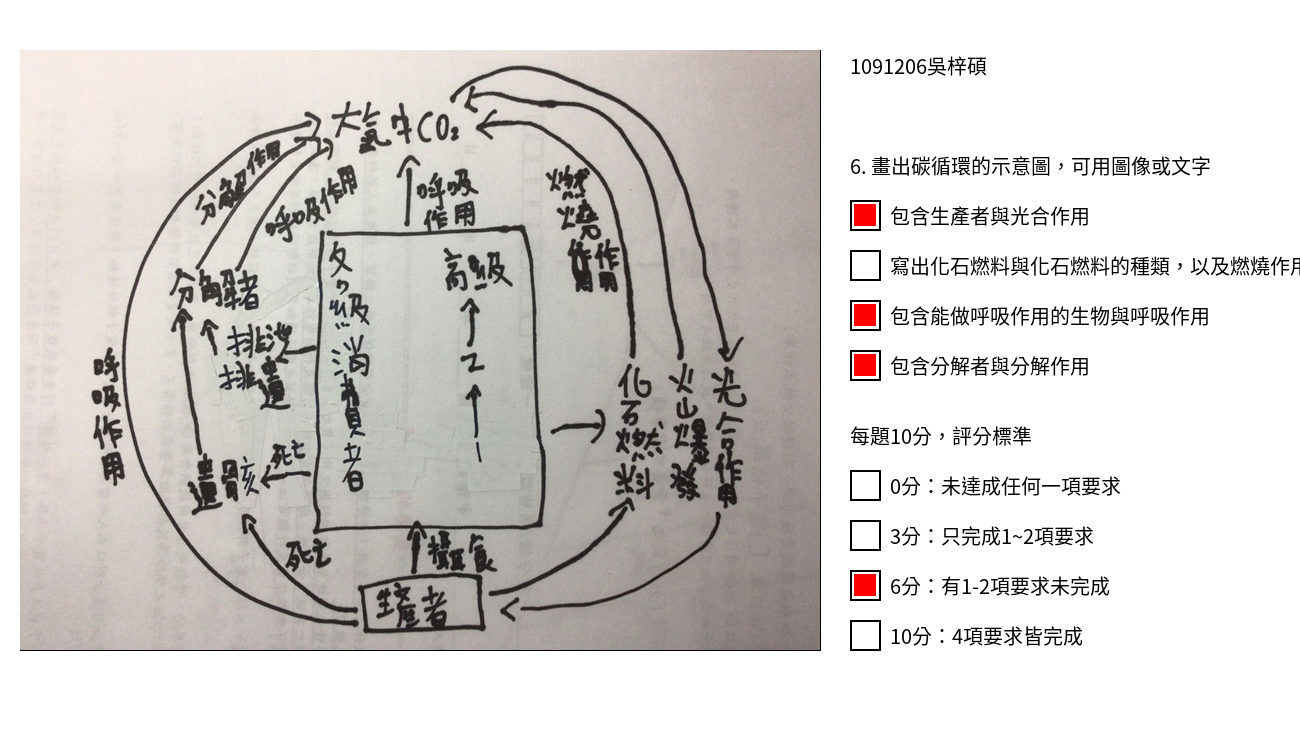 大氣中CO₂
分解作用
呼吸作用
呼吸
作用
燃燒作用
作用
分解者
各級消費者
高級
2
1
排泄
排遺
呼吸作用
遺骸
死亡
死亡
攝食
生產者
化石燃料
火山爆發
光合作用
1091206吳梓碩
6. 畫出碳循環的示意圖，可用圖像或文字
包含生產者與光合作用
寫出化石燃料與化石燃料的種類，以及燃燒作用
包含能做呼吸作用的生物與呼吸作用
包含分解者與分解作用
每題10分，評分標準
0分：未達成任何一項要求
3分：只完成1~2項要求
6分：有1-2項要求未完成
10分：4項要求皆完成